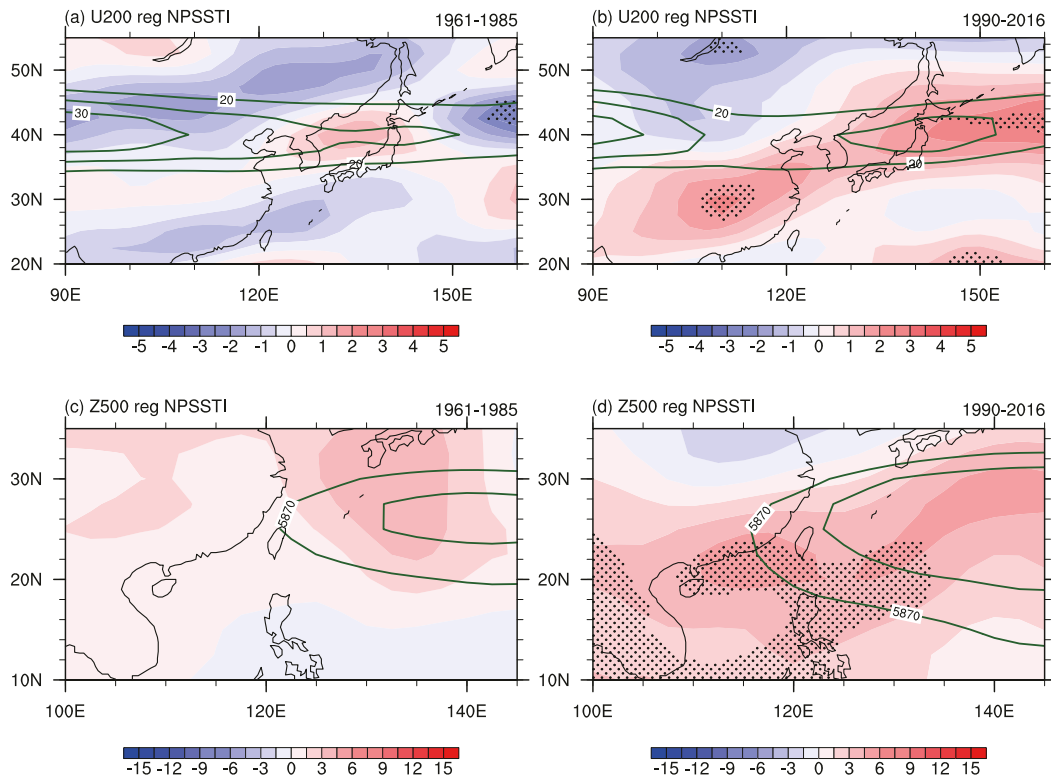 (a) U200 reg NPSSTI 1961-1985
50N
40N
30N
20N
20
30
20
90E 120E 150E
-5 -4 -3 -2 -1 0 1 2 3 4 5
(b) U200 reg NPSSTI 1990-2016
50N
40N
30N
20N
20
20
90E 120E 150E
-5 -4 -3 -2 -1 0 1 2 3 4 5
(c) Z500 reg NPSSTI 1961-1985
30N
20N
10N
5870
100E 120E 140E
-15 -12 -9 -6 -3 0 3 6 9 12 15
(d) Z500 reg NPSSTI 1990-2016
30N
20N
10N
5870
5870
100E 120E 140E
-15 -12 -9 -6 -3 0 3 6 9 12 15